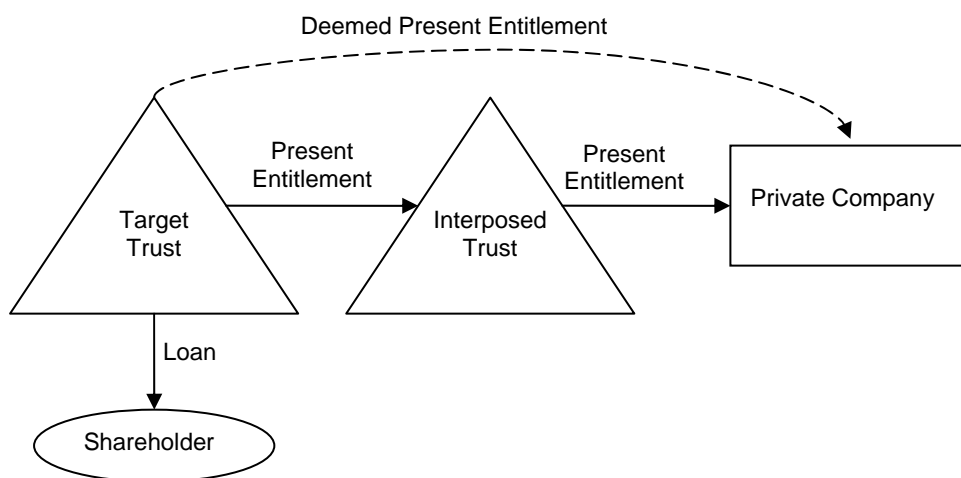 Deemed Present Entitlement
Present
Entitlement
Present
Entitlement
Target
Trust
Interposed
Trust
Private Company
Loan
Shareholder